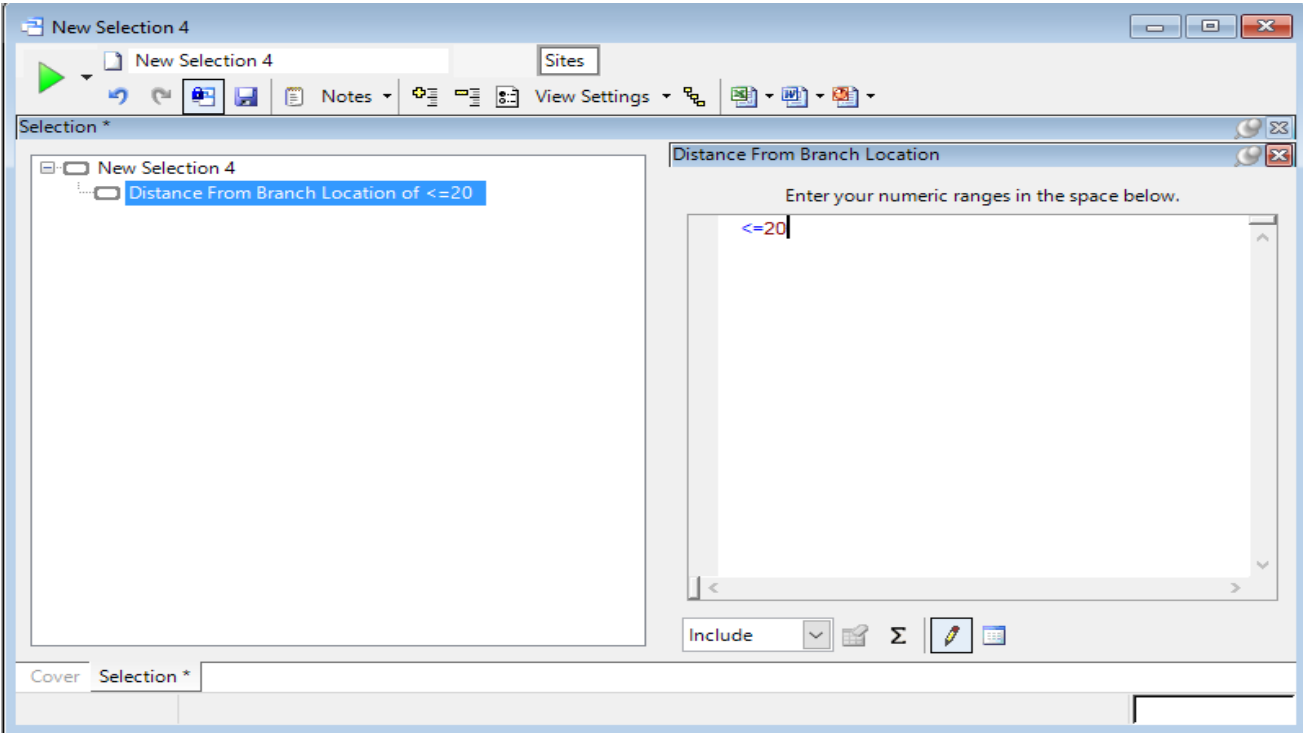 New Selection 4
New Selection 4
Sites
Notes
View Settings
Selection *
New Selection 4
Distance From Branch Location of <=20
Distance From Branch Location
Enter your numeric ranges in the space below.
<=20
Include
Σ
Cover
Selection *